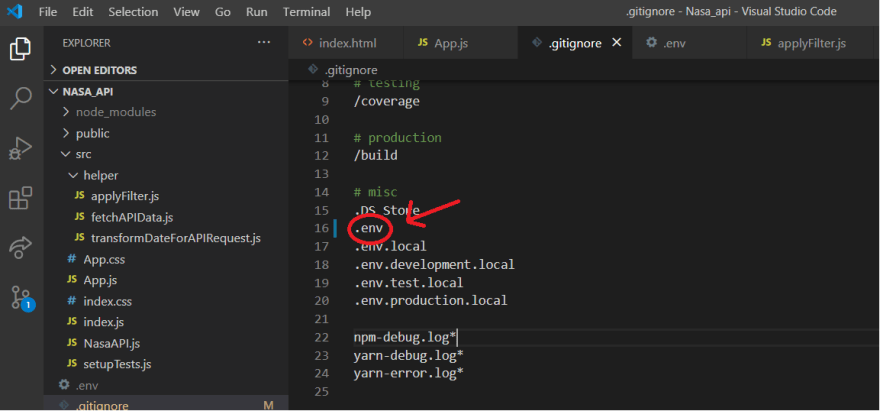 File Edit Selection View Go Run Terminal Help .gitignore - Nasa_api - Visual Studio Code
EXPLORER ...
OPEN EDITORS
NASA_API
node_modules
public
src
helper
JS applyFilter.js
JS fetchAPIData.js
JS transformDateForAPIRequest.js
# App.css
JS App.js
# index.css
JS index.js
JS NasaAPI.js
JS setupTests.js
.env
.gitignore M
1
<> index.html JS App.js .gitignore × .env JS applyFilter.js
.gitignore
8 # testing
9 /coverage
10
11 # production
12 /build
13
14 # misc
15 .DS_Store
16 .env
17 .env.local
18 .env.development.local
19 .env.test.local
20 .env.production.local
21
22 npm-debug.log*
23 yarn-debug.log*
24 yarn-error.log*
25